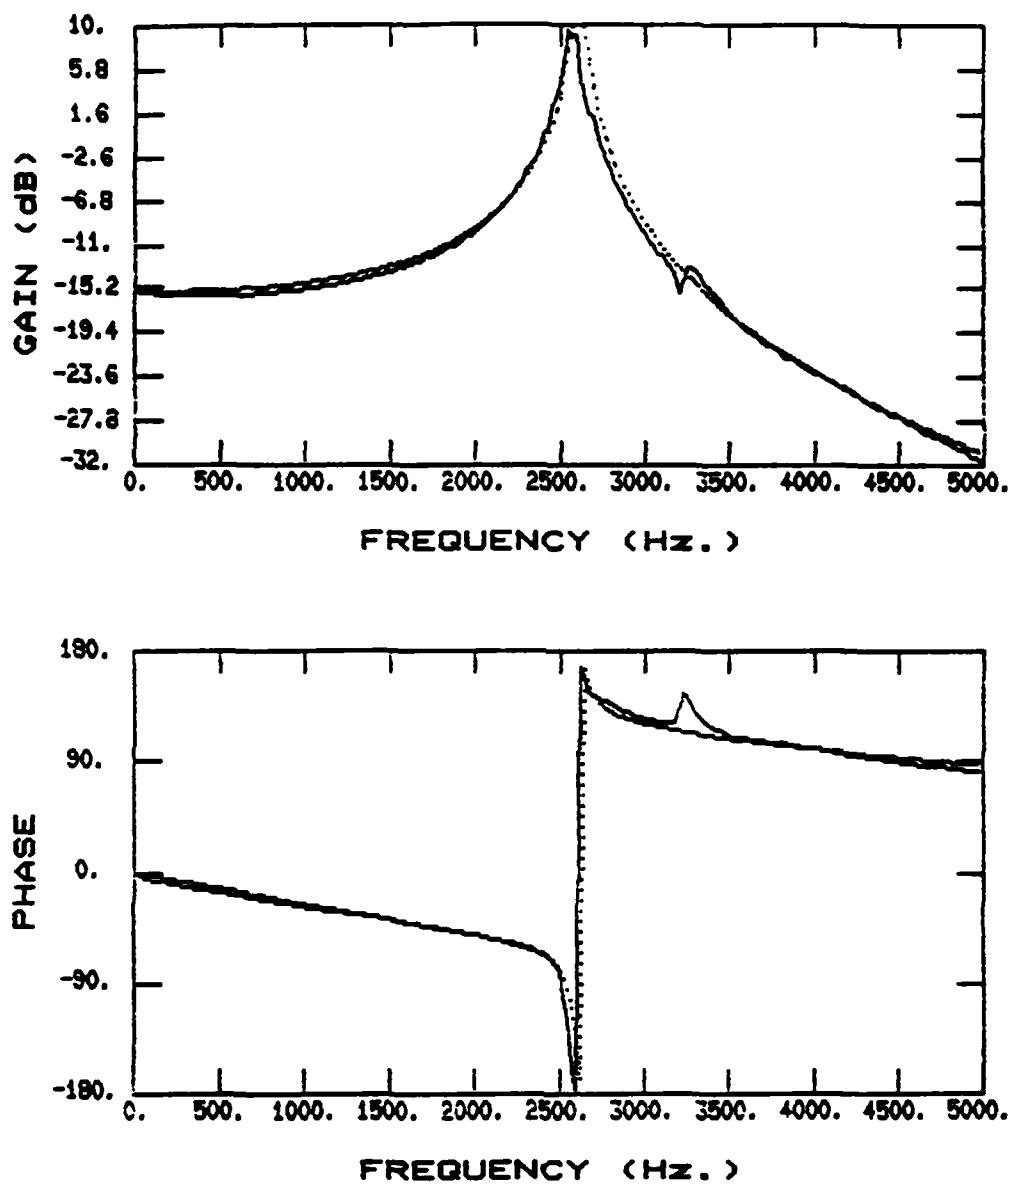 10.
5.8
1.6
-2.6
-6.8
-11.
-15.2
-19.4
-23.6
-27.8
-32.
GAIN (dB)
0. 500. 1000. 1500. 2000. 2500. 3000. 3500. 4000. 4500. 5000.
FREQUENCY (Hz.)
180.
90.
0.
-90.
-180.
PHASE
0. 500. 1000. 1500. 2000. 2500. 3000. 3500. 4000. 4500. 5000.
FREQUENCY (Hz.)